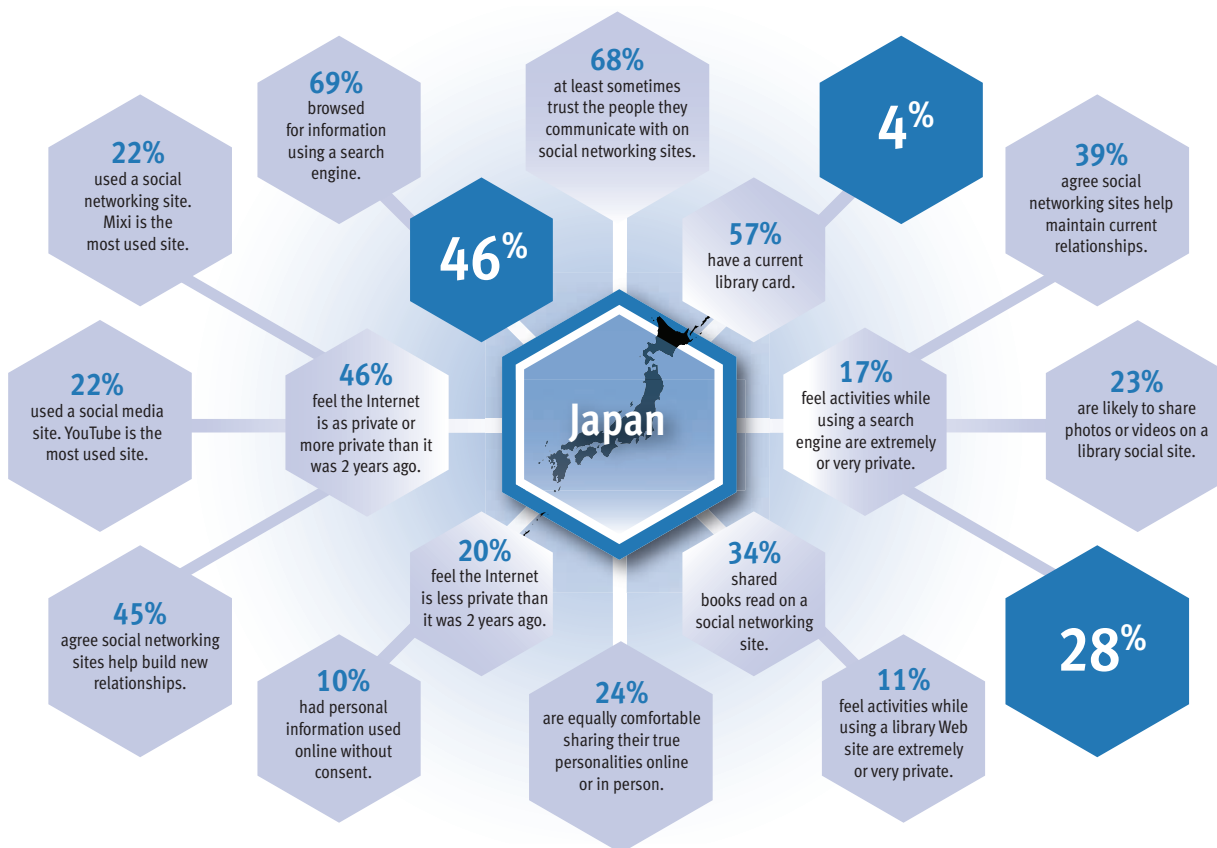 68%
at least sometimes
trust the people they
communicate with on
social networking sites.
69%
browsed
for information
using a search
engine.
4%
22%
used a social
networking site.
Mixi is the
most used site.
39%
agree social
networking sites help
maintain current
relationships.
46%
57%
have a current
library card.
22%
used a social media
site. YouTube is the
most used site.
46%
feel the Internet
is as private or
more private than it
was 2 years ago.
Japan
17%
feel activities while
using a search
engine are extremely
or very private.
23%
are likely to share
photos or videos on a
library social site.
20%
feel the Internet
is less private than
it was 2 years ago.
34%
shared
books read on a
social networking
site.
45%
agree social networking
sites help build new
relationships.
28%
10%
had personal
information used
online without
consent.
24%
are equally comfortable
sharing their true
personalities online
or in person.
11%
feel activities while
using a library Web
site are extremely
or very private.